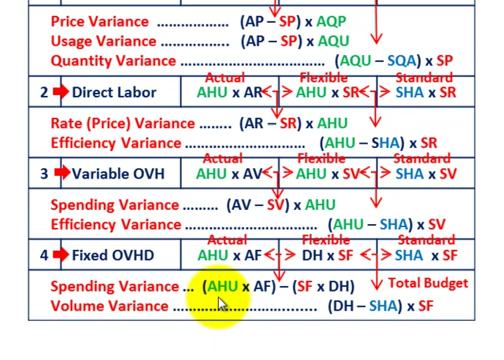 Price Variance ..................... (AP – SP) x AQP
Usage Variance .................... (AP – SP) x AQU
Quantity Variance ........................................ (AQU – SQA) x SP
Actual Flexible Standard
2 Direct Labor AHU x AR AHU x SR SHA x SR
Rate (Price) Variance ........ (AR – SR) x AHU
Efficiency Variance ................................. (AHU – SHA) x SR
Actual Flexible Standard
3 Variable OVH AHU x AV AHU x SV SHA x SV
Spending Variance ......... (AV – SV) x AHU
Efficiency Variance ..................................... (AHU – SHA) x SV
Actual Flexible Standard
4 Fixed OVHD AHU x AF DH x SF SHA x SF
Spending Variance ... (AHU x AF) – (SF x DH) Total Budget
Volume Variance ........................................ (DH – SHA) x SF